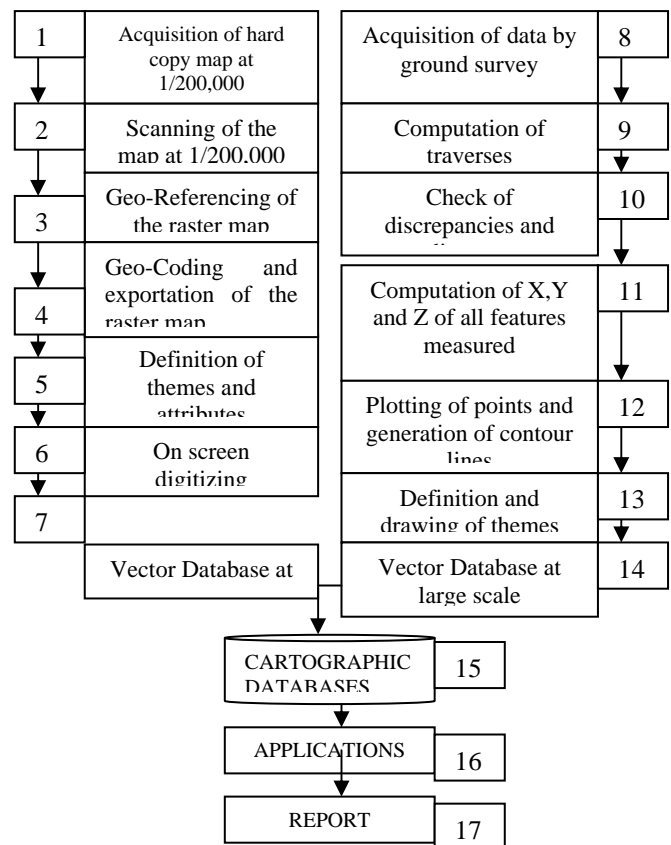 1
Acquisition of hard
copy map at
1/200,000
2
Scanning of the
map at 1/200.000
3
Geo-Referencing of
the raster map
4
Geo-Coding and
exportation of the
raster map
5
Definition of
themes and
attributes
6
On screen
digitizing
7
Vector Database at
8
Acquisition of data by
ground survey
9
Computation of
traverses
10
Check of
discrepancies and
11
Computation of X,Y
and Z of all features
measured
12
Plotting of points and
generation of contour
lines
13
Definition and
drawing of themes
14
Vector Database at
large scale
CARTOGRAPHIC
DATABASES
15
APPLICATIONS
16
REPORT
17